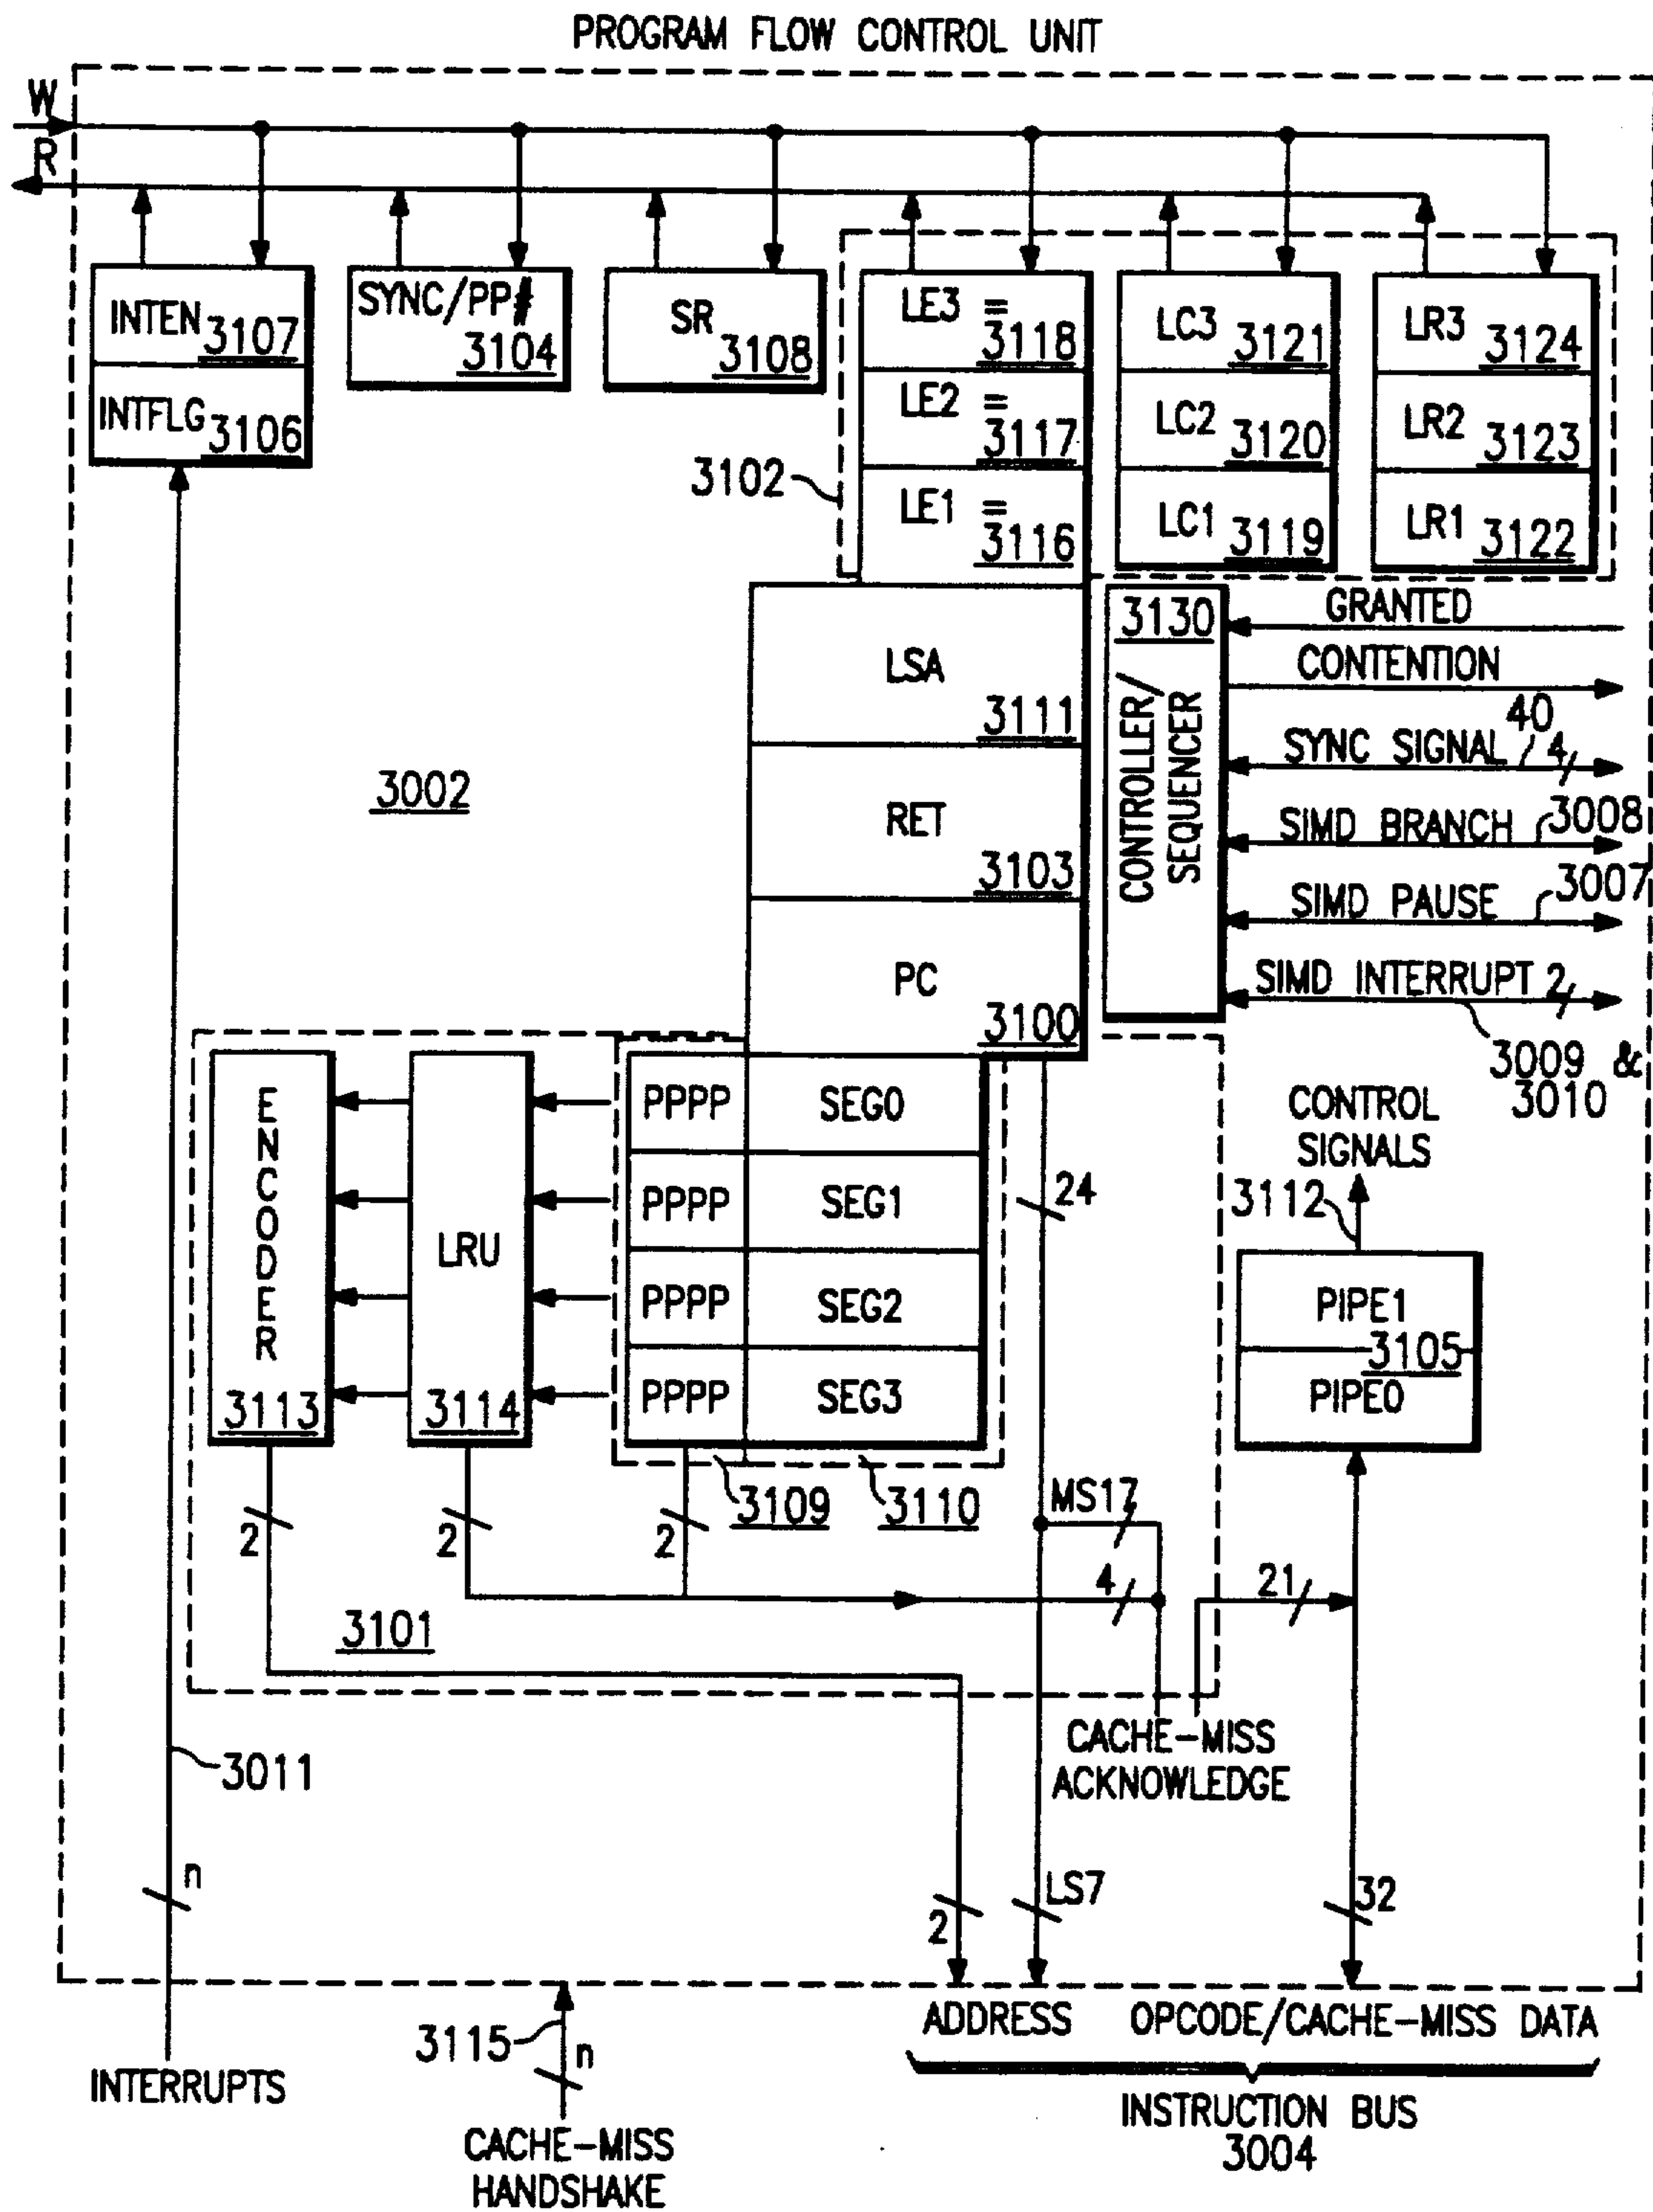 PROGRAM FLOW CONTROL UNIT
W
R
INTEN 3107
INTFLG 3106
SYNC/PP# 3104
SR 3108
LE3 = 3118
LE2 = 3117
LE1 = 3116
LC3 3121
LC2 3120
LC1 3119
LR3 3124
LR2 3123
LR1 3122
3102
LSA 3111
RET 3103
PC 3100
3002
3130
CONTROLLER/
SEQUENCER
GRANTED
CONTENTION
40
SYNC SIGNAL 4
SIMD BRANCH 3008
SIMD PAUSE 3007
SIMD INTERRUPT 2
3009 &
3010
ENCODER
3113
LRU
3114
PPPP SEG0
PPPP SEG1
PPPP SEG2
PPPP SEG3
24
CONTROL
SIGNALS
3112
PIPE1
3105
PIPE0
3109
3110
MS17
2
2
2
4
21
3101
CACHE-MISS
ACKNOWLEDGE
3011
n
2
LS7
32
ADDRESS
OPCODE/CACHE-MISS DATA
3115
n
INTERRUPTS
CACHE-MISS
HANDSHAKE
INSTRUCTION BUS
3004